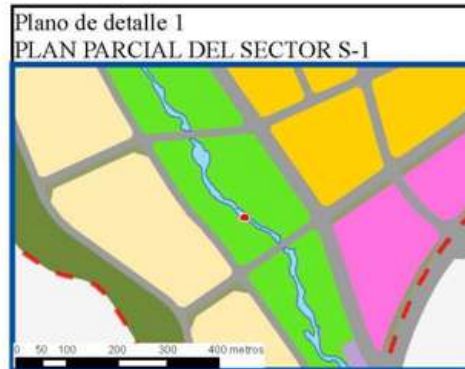 Plano de detalle 1
PLAN PARCIAL DEL SECTOR S-1
0 50 100 200 300 400 metros